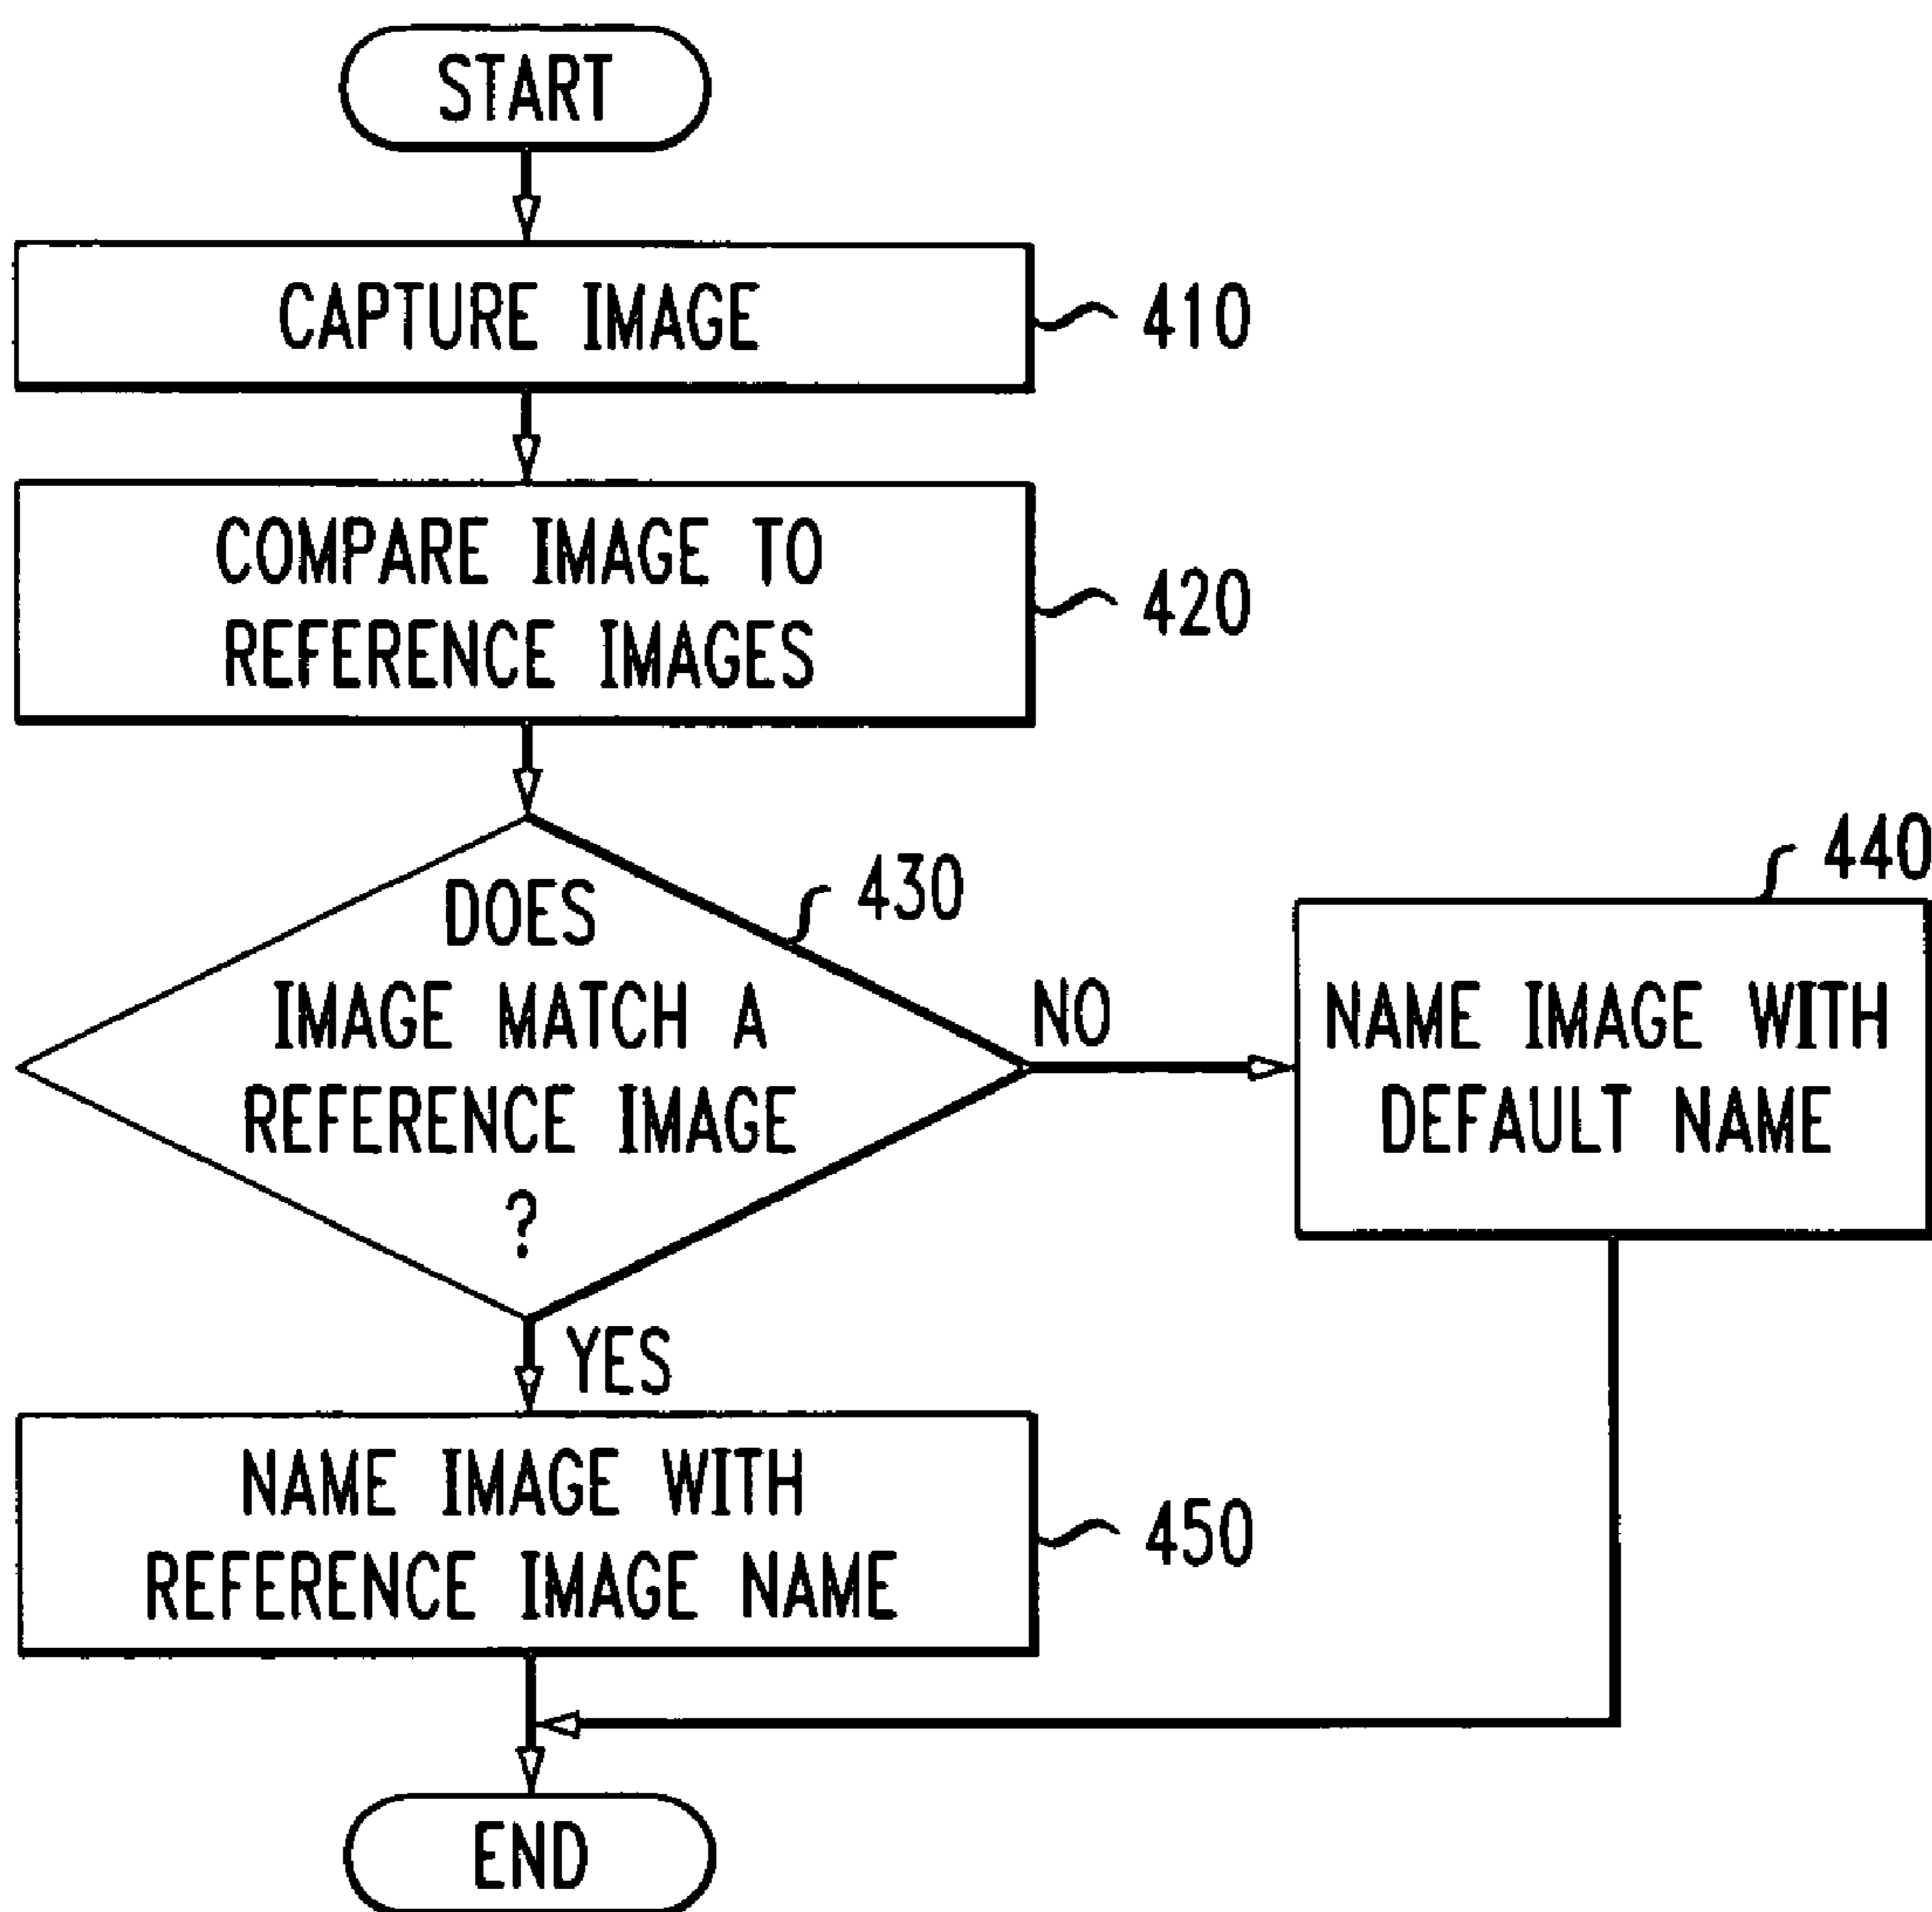 START
CAPTURE IMAGE
410
COMPARE IMAGE TO
REFERENCE IMAGES
420
DOES
IMAGE MATCH A
REFERENCE IMAGE
?
430
NO
440
NAME IMAGE WITH
DEFAULT NAME
YES
NAME IMAGE WITH
REFERENCE IMAGE NAME
450
END